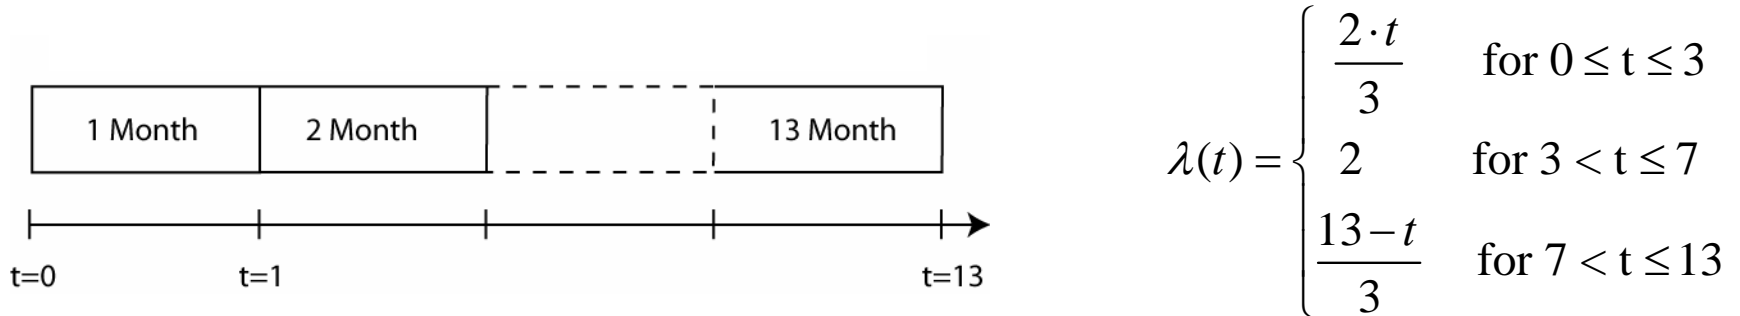 1 Month 2 Month 13 Month
t=0 t=1 t=13
λ(t) = { 2·t/3 for 0 ≤ t ≤ 3
2 for 3 < t ≤ 7
13−t/3 for 7 < t ≤ 13